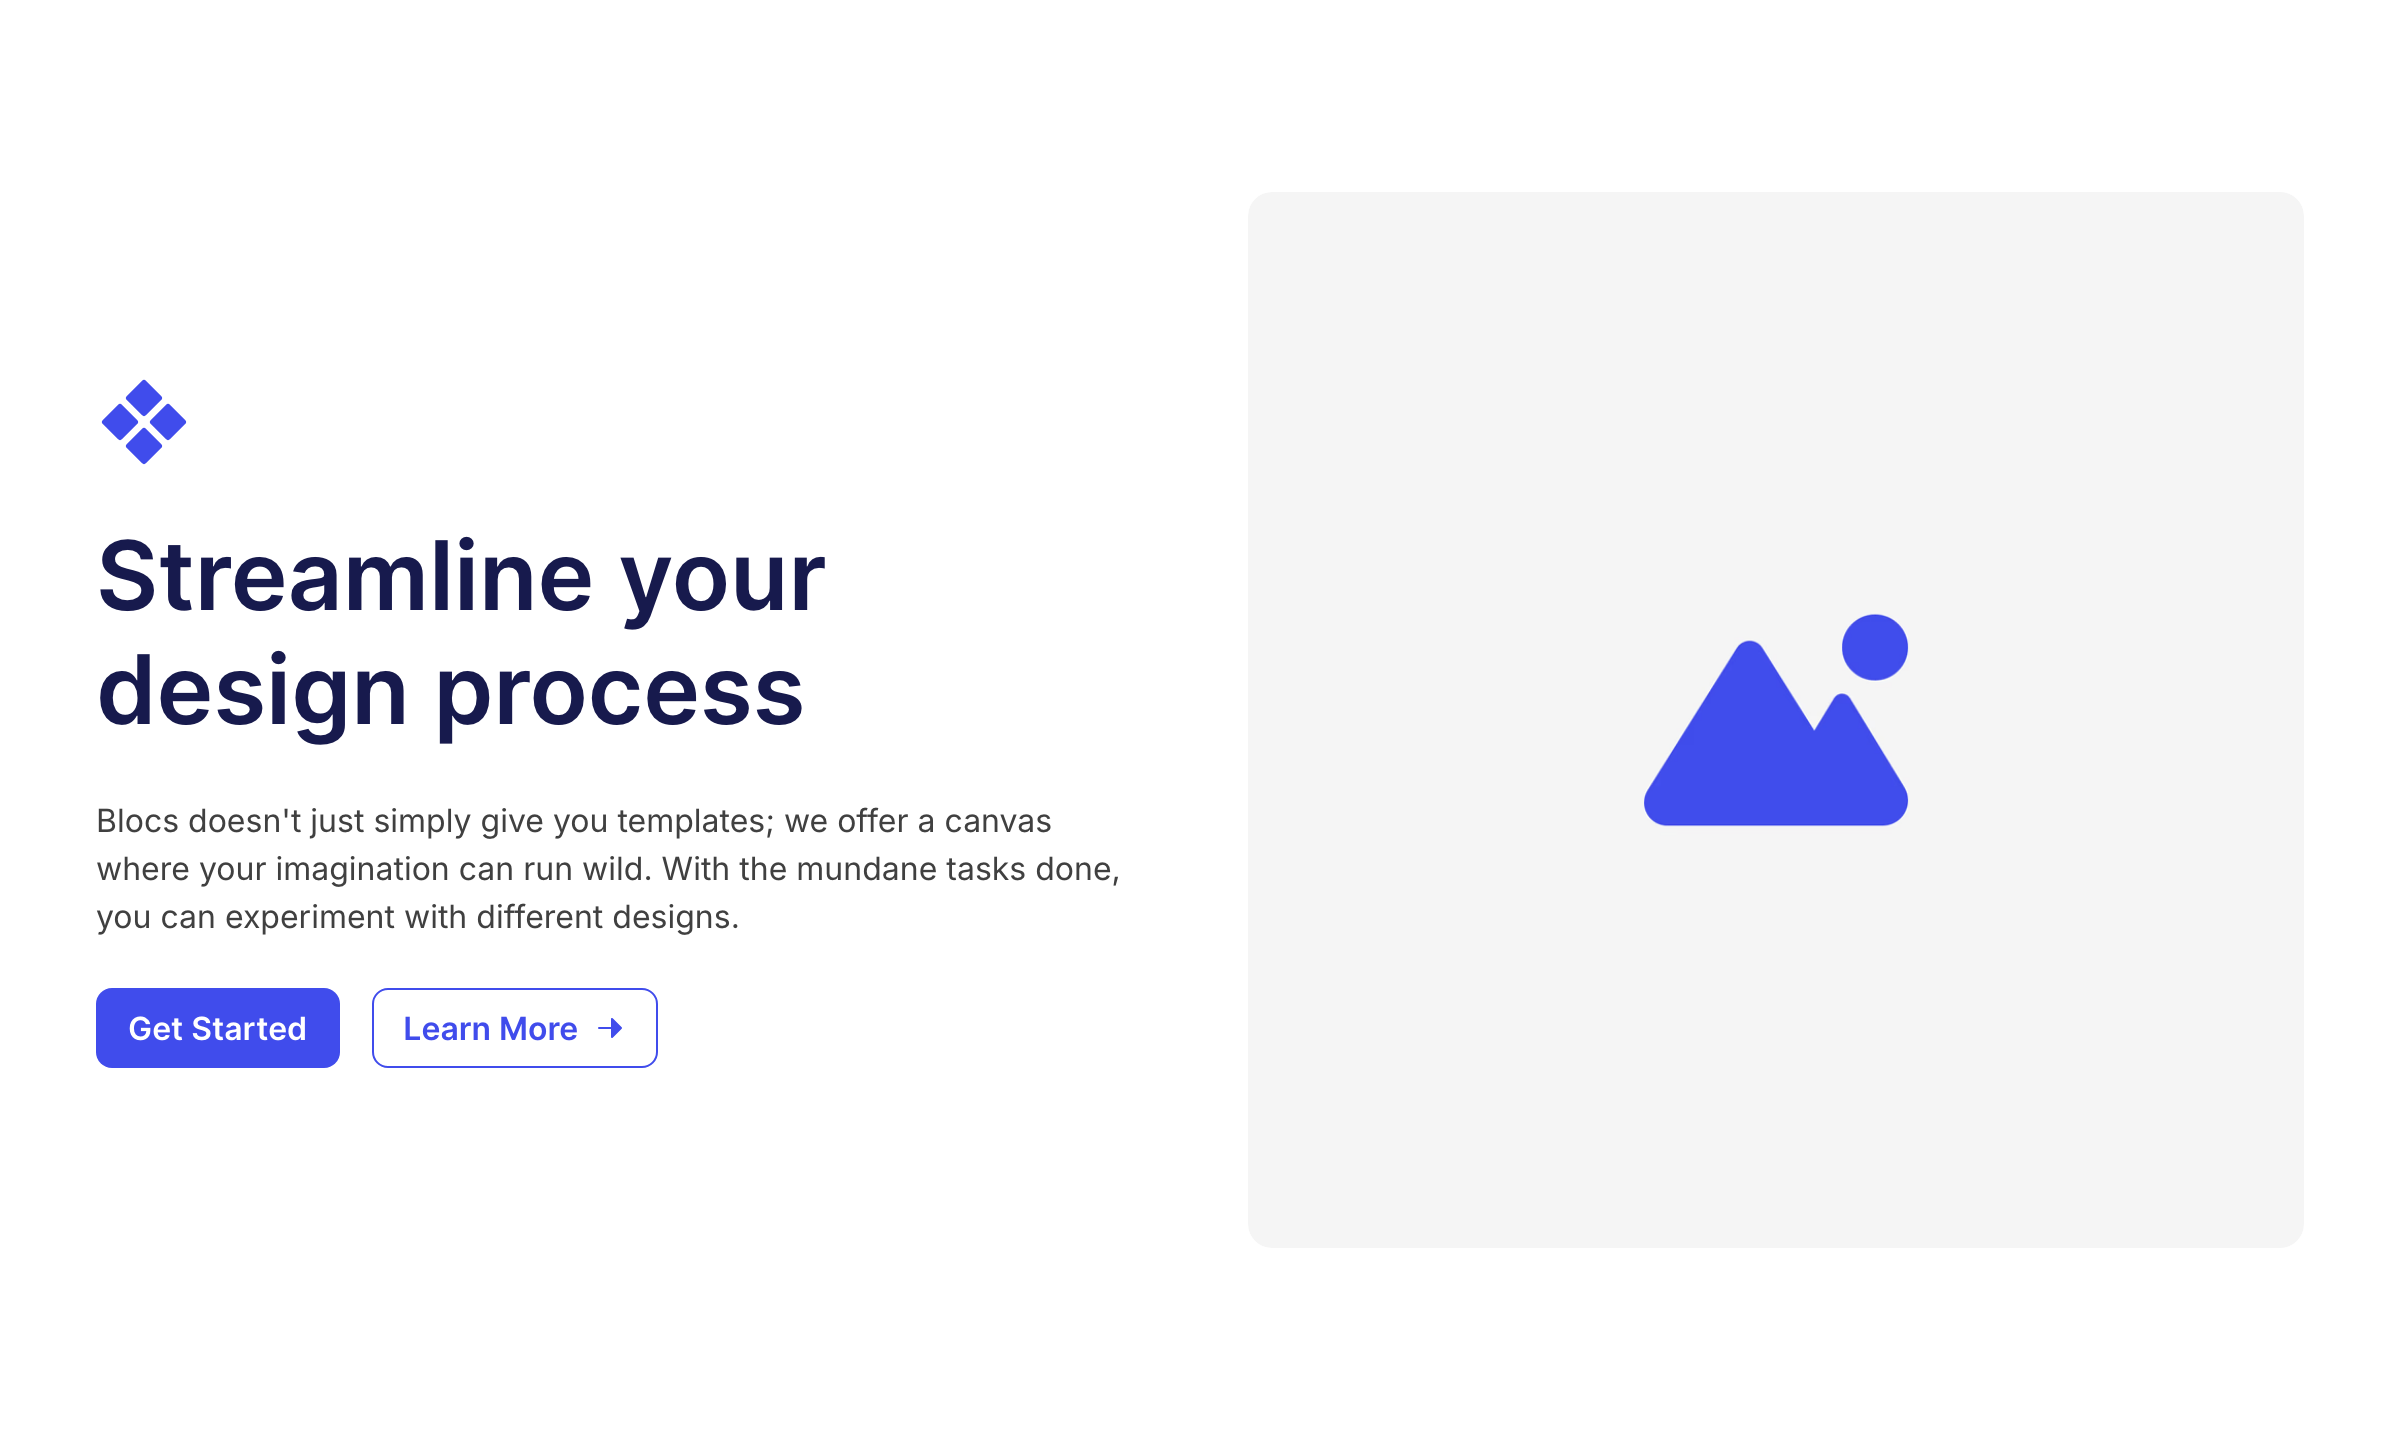 Streamline your
design process
Blocs doesn't just simply give you templates; we offer a canvas
where your imagination can run wild. With the mundane tasks done,
you can experiment with different designs.
Get Started
Learn More